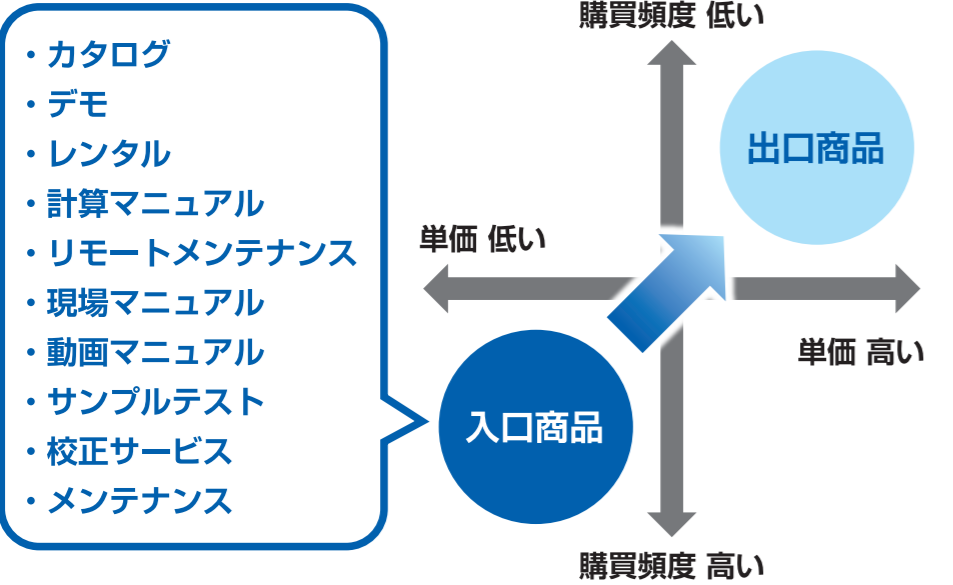 ・カタログ
・デモ
・レンタル
・計算マニュアル
・リモートメンテナンス
・現場マニュアル
・動画マニュアル
・サンプルテスト
・校正サービス
・メンテナンス
購買頻度 低い
出口商品
単価 低い
単価 高い
入口商品
購買頻度 高い